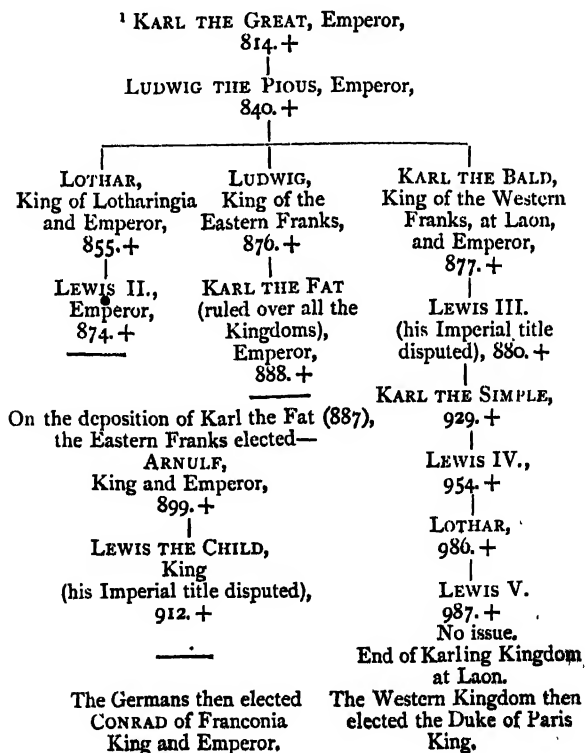 ¹ KARL THE GREAT, Emperor,
814.+
LUDWIG THE PIOUS, Emperor,
840.+
LOTHAR,
King of Lotharingia
and Emperor,
855.+
LEWIS II.,
Emperor,
874.+
LUDWIG,
King of the
Eastern Franks,
876.+
KARL THE FAT
(ruled over all the
Kingdoms),
Emperor,
888.+
On the deposition of Karl the Fat (887),
the Eastern Franks elected—
ARNULF,
King and Emperor,
899.+
LEWIS THE CHILD,
King
(his Imperial title disputed),
912.+
The Germans then elected
CONRAD of Franconia
King and Emperor.
KARL THE BALD,
King of the Western
Franks, at Laon,
and Emperor,
877.+
LEWIS III.
(his Imperial title
disputed), 880.+
KARL THE SIMPLE,
929.+
LEWIS IV.,
954.+
LOTHAR,
986.+
LEWIS V.
987.+
No issue.
End of Karling Kingdom
at Laon.
The Western Kingdom then
elected the Duke of Paris
King.